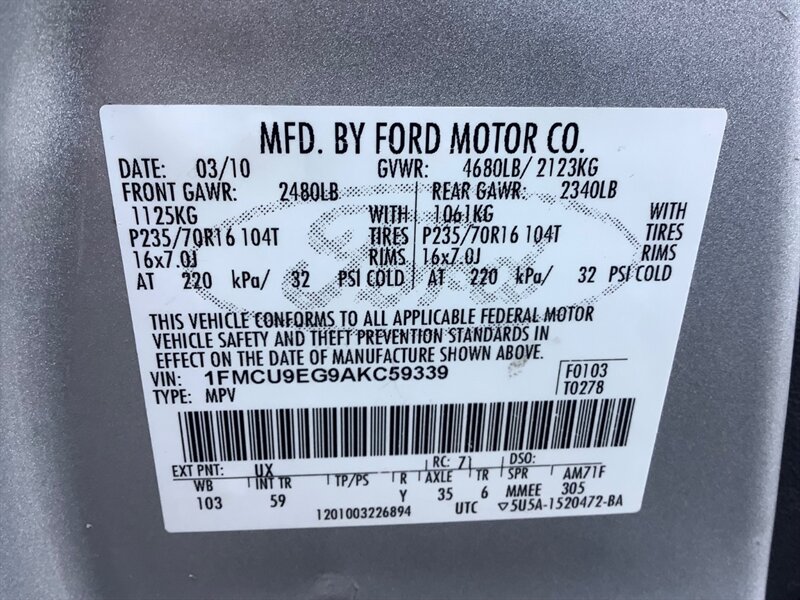 MFD. BY FORD MOTOR CO.
DATE: 03/10 GVWR: 4680LB/ 2123KG
FRONT GAWR: 2480LB REAR GAWR: 2340LB
1125KG WITH 1061KG WITH
P235/70R16 104T TIRES P235/70R16 104T TIRES
16x7.0J RIMS 16x7.0J RIMS
AT 220 kPa/ 32 PSI COLD AT 220 kPa/ 32 PSI COLD
Ford
THIS VEHICLE CONFORMS TO ALL APPLICABLE FEDERAL MOTOR
VEHICLE SAFETY AND THEFT PREVENTION STANDARDS IN
EFFECT ON THE DATE OF MANUFACTURE SHOWN ABOVE.
VIN: 1FMCU9EG9AKC59339 F0103
TYPE: MPV T0278
EXT PNT: UX RC: 71 DSO:
WB INT TR TP/PS R AXLE TR SPR AM71F
103 59 Y 35 6 MMEE 305
1201003226894 UTC ▽5U5A-1520472-BA